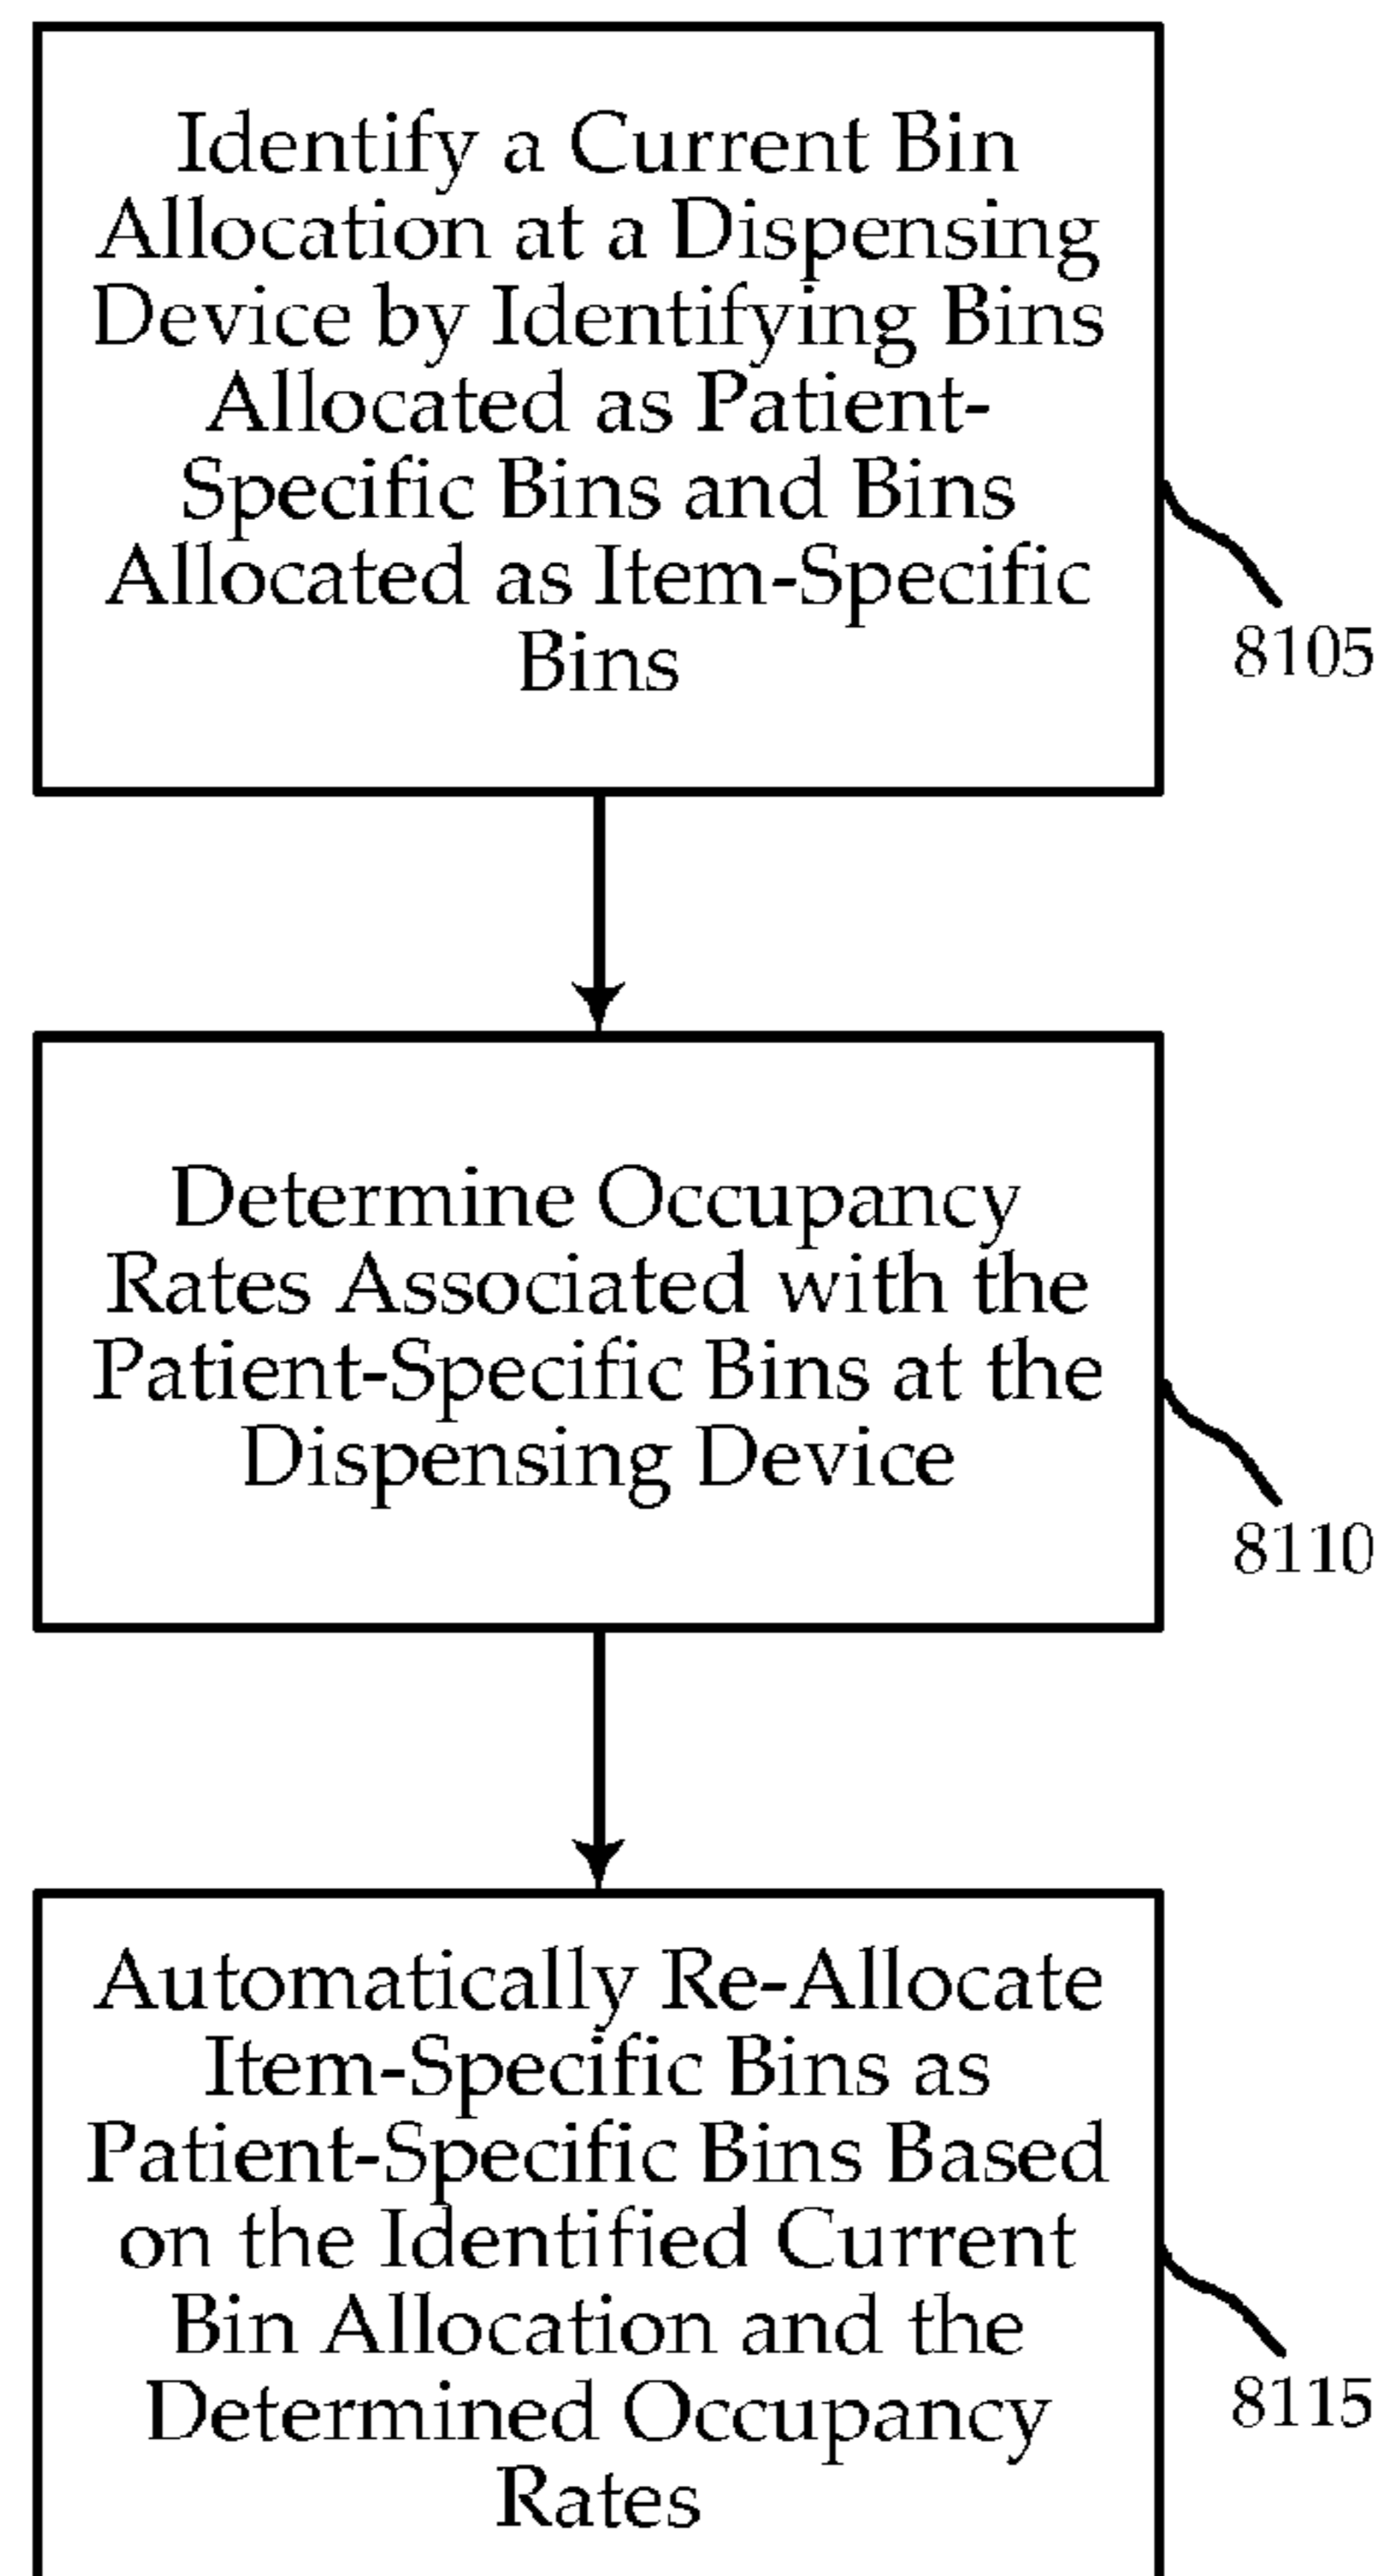 Identify a Current Bin
Allocation at a Dispensing
Device by Identifying Bins
Allocated as Patient-
Specific Bins and Bins
Allocated as Item-Specific
Bins
8105
Determine Occupancy
Rates Associated with the
Patient-Specific Bins at the
Dispensing Device
8110
Automatically Re-Allocate
Item-Specific Bins as
Patient-Specific Bins Based
on the Identified Current
Bin Allocation and the
Determined Occupancy
Rates
8115